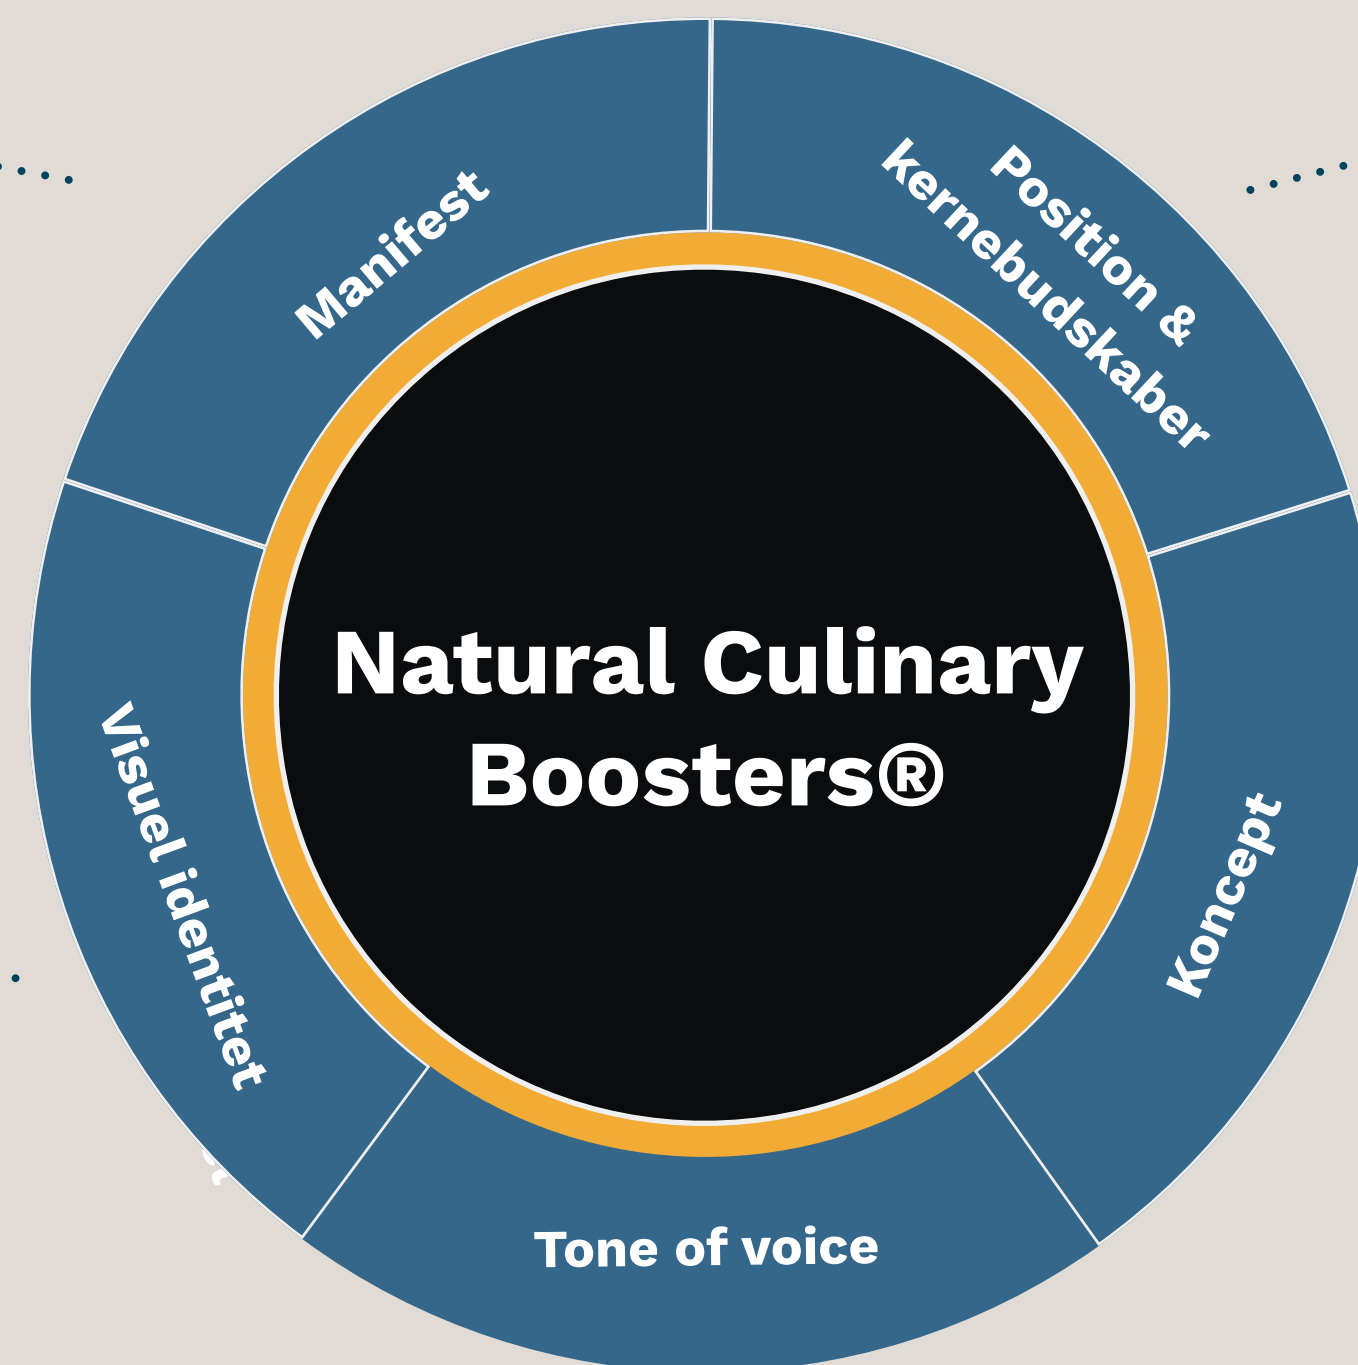 Manifest
Position &
kernebudskaber
Natural Culinary
Boosters®
Visuel identitet
Koncept
Tone of voice